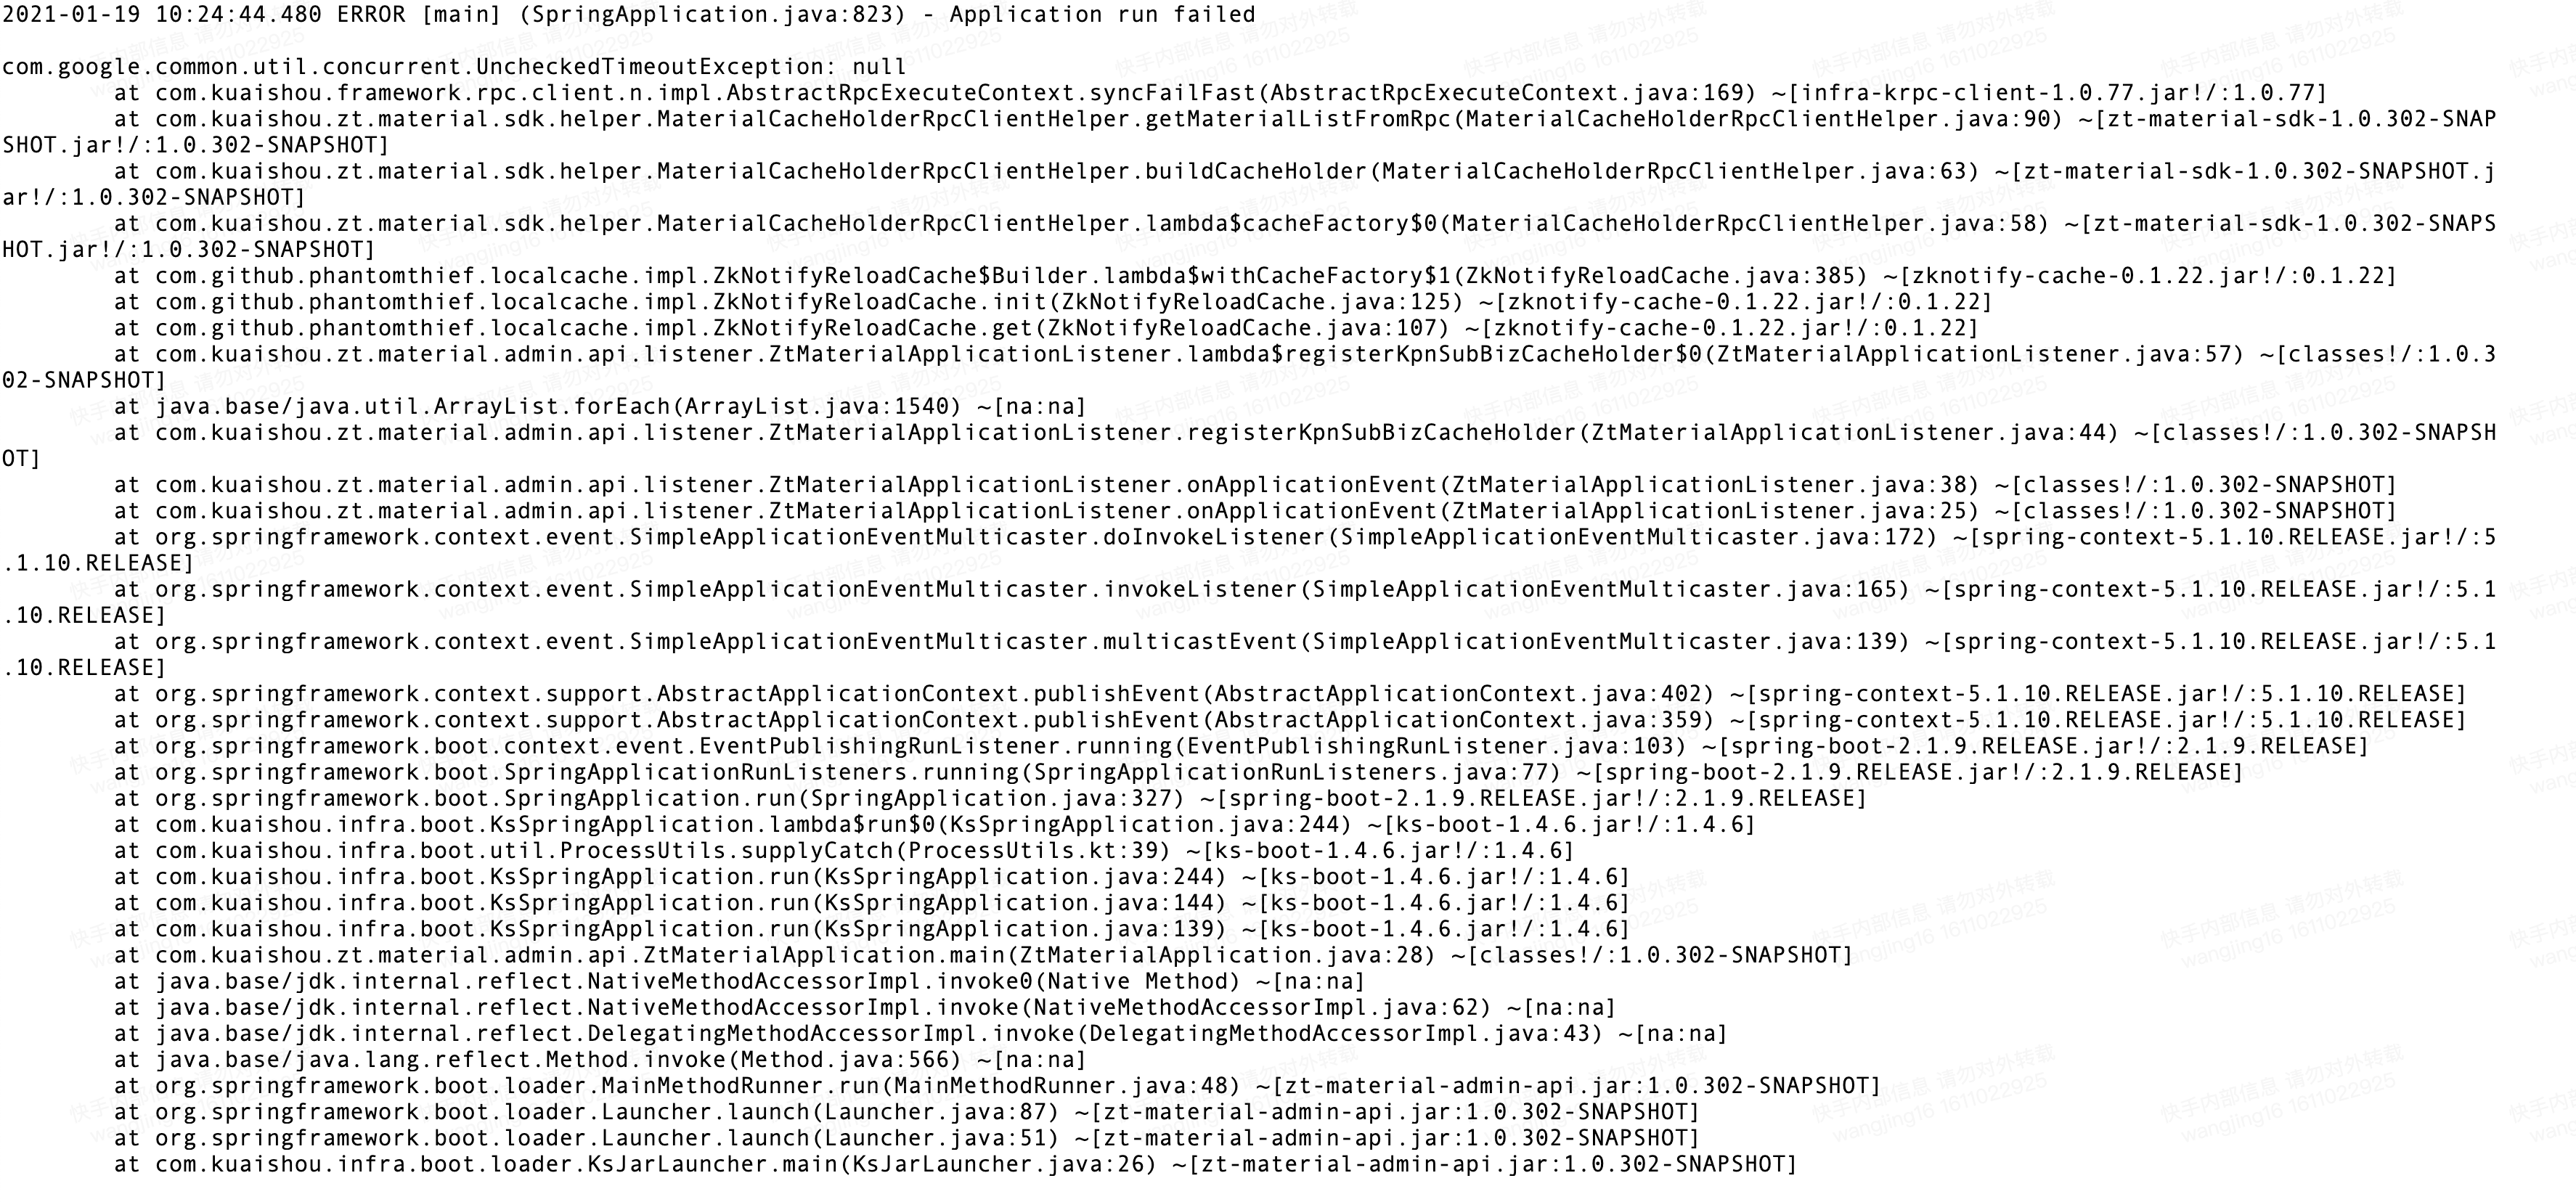 2021-01-19 10:24:44.480 ERROR [main] (SpringApplication.java:823) - Application run failed
com.google.common.util.concurrent.UncheckedTimeoutException: null
at com.kuaishou.framework.rpc.client.n.impl.AbstractRpcExecuteContext.syncFailFast(AbstractRpcExecuteContext.java:169) ~[infra-krpc-client-1.0.77.jar!/:1.0.77]
at com.kuaishou.zt.material.sdk.helper.MaterialCacheHolderRpcClientHelper.getMaterialListFromRpc(MaterialCacheHolderRpcClientHelper.java:90) ~[zt-material-sdk-1.0.302-SNAP
SHOT.jar!/:1.0.302-SNAPSHOT]
at com.kuaishou.zt.material.sdk.helper.MaterialCacheHolderRpcClientHelper.buildCacheHolder(MaterialCacheHolderRpcClientHelper.java:63) ~[zt-material-sdk-1.0.302-SNAPSHOT.j
ar!/:1.0.302-SNAPSHOT]
at com.kuaishou.zt.material.sdk.helper.MaterialCacheHolderRpcClientHelper.lambda$cacheFactory$0(MaterialCacheHolderRpcClientHelper.java:58) ~[zt-material-sdk-1.0.302-SNAPS
HOT.jar!/:1.0.302-SNAPSHOT]
at com.github.phantomthief.localcache.impl.ZkNotifyReloadCache$Builder.lambda$withCacheFactory$1(ZkNotifyReloadCache.java:385) ~[zknotify-cache-0.1.22.jar!/:0.1.22]
at com.github.phantomthief.localcache.impl.ZkNotifyReloadCache.init(ZkNotifyReloadCache.java:125) ~[zknotify-cache-0.1.22.jar!/:0.1.22]
at com.github.phantomthief.localcache.impl.ZkNotifyReloadCache.get(ZkNotifyReloadCache.java:107) ~[zknotify-cache-0.1.22.jar!/:0.1.22]
at com.kuaishou.zt.material.admin.api.listener.ZtMaterialApplicationListener.lambda$registerKpnSubBizCacheHolder$0(ZtMaterialApplicationListener.java:57) ~[classes!/:1.0.3
02-SNAPSHOT]
at java.base/java.util.ArrayList.forEach(ArrayList.java:1540) ~[na:na]
at com.kuaishou.zt.material.admin.api.listener.ZtMaterialApplicationListener.registerKpnSubBizCacheHolder(ZtMaterialApplicationListener.java:44) ~[classes!/:1.0.302-SNAPSH
OT]
at com.kuaishou.zt.material.admin.api.listener.ZtMaterialApplicationListener.onApplicationEvent(ZtMaterialApplicationListener.java:38) ~[classes!/:1.0.302-SNAPSHOT]
at com.kuaishou.zt.material.admin.api.listener.ZtMaterialApplicationListener.onApplicationEvent(ZtMaterialApplicationListener.java:25) ~[classes!/:1.0.302-SNAPSHOT]
at org.springframework.context.event.SimpleApplicationEventMulticaster.doInvokeListener(SimpleApplicationEventMulticaster.java:172) ~[spring-context-5.1.10.RELEASE.jar!/:5
.1.10.RELEASE]
at org.springframework.context.event.SimpleApplicationEventMulticaster.invokeListener(SimpleApplicationEventMulticaster.java:165) ~[spring-context-5.1.10.RELEASE.jar!/:5.1
.10.RELEASE]
at org.springframework.context.event.SimpleApplicationEventMulticaster.multicastEvent(SimpleApplicationEventMulticaster.java:139) ~[spring-context-5.1.10.RELEASE.jar!/:5.1
.10.RELEASE]
at org.springframework.context.support.AbstractApplicationContext.publishEvent(AbstractApplicationContext.java:402) ~[spring-context-5.1.10.RELEASE.jar!/:5.1.10.RELEASE]
at org.springframework.context.support.AbstractApplicationContext.publishEvent(AbstractApplicationContext.java:359) ~[spring-context-5.1.10.RELEASE.jar!/:5.1.10.RELEASE]
at org.springframework.boot.context.event.EventPublishingRunListener.running(EventPublishingRunListener.java:103) ~[spring-boot-2.1.9.RELEASE.jar!/:2.1.9.RELEASE]
at org.springframework.boot.SpringApplicationRunListeners.running(SpringApplicationRunListeners.java:77) ~[spring-boot-2.1.9.RELEASE.jar!/:2.1.9.RELEASE]
at org.springframework.boot.SpringApplication.run(SpringApplication.java:327) ~[spring-boot-2.1.9.RELEASE.jar!/:2.1.9.RELEASE]
at com.kuaishou.infra.boot.KsSpringApplication.lambda$run$0(KsSpringApplication.java:244) ~[ks-boot-1.4.6.jar!/:1.4.6]
at com.kuaishou.infra.boot.util.ProcessUtils.supplyCatch(ProcessUtils.kt:39) ~[ks-boot-1.4.6.jar!/:1.4.6]
at com.kuaishou.infra.boot.KsSpringApplication.run(KsSpringApplication.java:244) ~[ks-boot-1.4.6.jar!/:1.4.6]
at com.kuaishou.infra.boot.KsSpringApplication.run(KsSpringApplication.java:144) ~[ks-boot-1.4.6.jar!/:1.4.6]
at com.kuaishou.infra.boot.KsSpringApplication.run(KsSpringApplication.java:139) ~[ks-boot-1.4.6.jar!/:1.4.6]
at com.kuaishou.zt.material.admin.api.ZtMaterialApplication.main(ZtMaterialApplication.java:28) ~[classes!/:1.0.302-SNAPSHOT]
at java.base/jdk.internal.reflect.NativeMethodAccessorImpl.invoke0(Native Method) ~[na:na]
at java.base/jdk.internal.reflect.NativeMethodAccessorImpl.invoke(NativeMethodAccessorImpl.java:62) ~[na:na]
at java.base/jdk.internal.reflect.DelegatingMethodAccessorImpl.invoke(DelegatingMethodAccessorImpl.java:43) ~[na:na]
at java.base/java.lang.reflect.Method.invoke(Method.java:566) ~[na:na]
at org.springframework.boot.loader.MainMethodRunner.run(MainMethodRunner.java:48) ~[zt-material-admin-api.jar:1.0.302-SNAPSHOT]
at org.springframework.boot.loader.Launcher.launch(Launcher.java:87) ~[zt-material-admin-api.jar:1.0.302-SNAPSHOT]
at org.springframework.boot.loader.Launcher.launch(Launcher.java:51) ~[zt-material-admin-api.jar:1.0.302-SNAPSHOT]
at com.kuaishou.infra.boot.loader.KsJarLauncher.main(KsJarLauncher.java:26) ~[zt-material-admin-api.jar:1.0.302-SNAPSHOT]
快手内部信息 请勿对外转载
wangjing16 1611022925